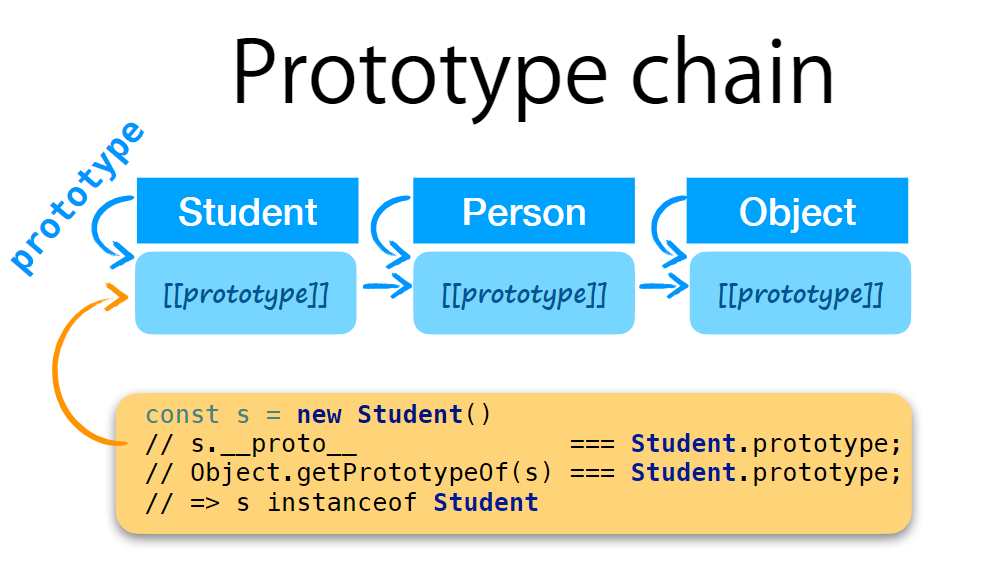 Prototype chain
prototype
Student Person Object
[[prototype]] [[prototype]] [[prototype]]
const s = new Student()
// s.__proto__ === Student.prototype;
// Object.getPrototypeOf(s) === Student.prototype;
// => s instanceof Student